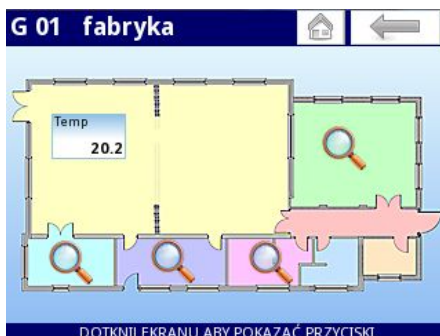 G 01 fabryka
Temp
20.2
DOTKNIJ EKRANU ABY POKAZAĆ PRZYCISKI